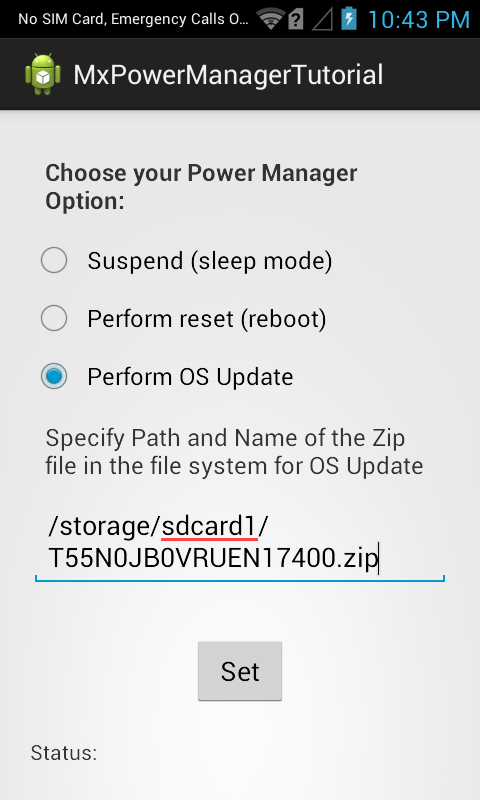 No SIM Card, Emergency Calls O... 10:43 PM
MxPowerManagerTutorial
Choose your Power Manager
Option:
Suspend (sleep mode)
Perform reset (reboot)
Perform OS Update
Specify Path and Name of the Zip
file in the file system for OS Update
/storage/sdcard1/
T55N0JB0VRUEN17400.zip
Set
Status: